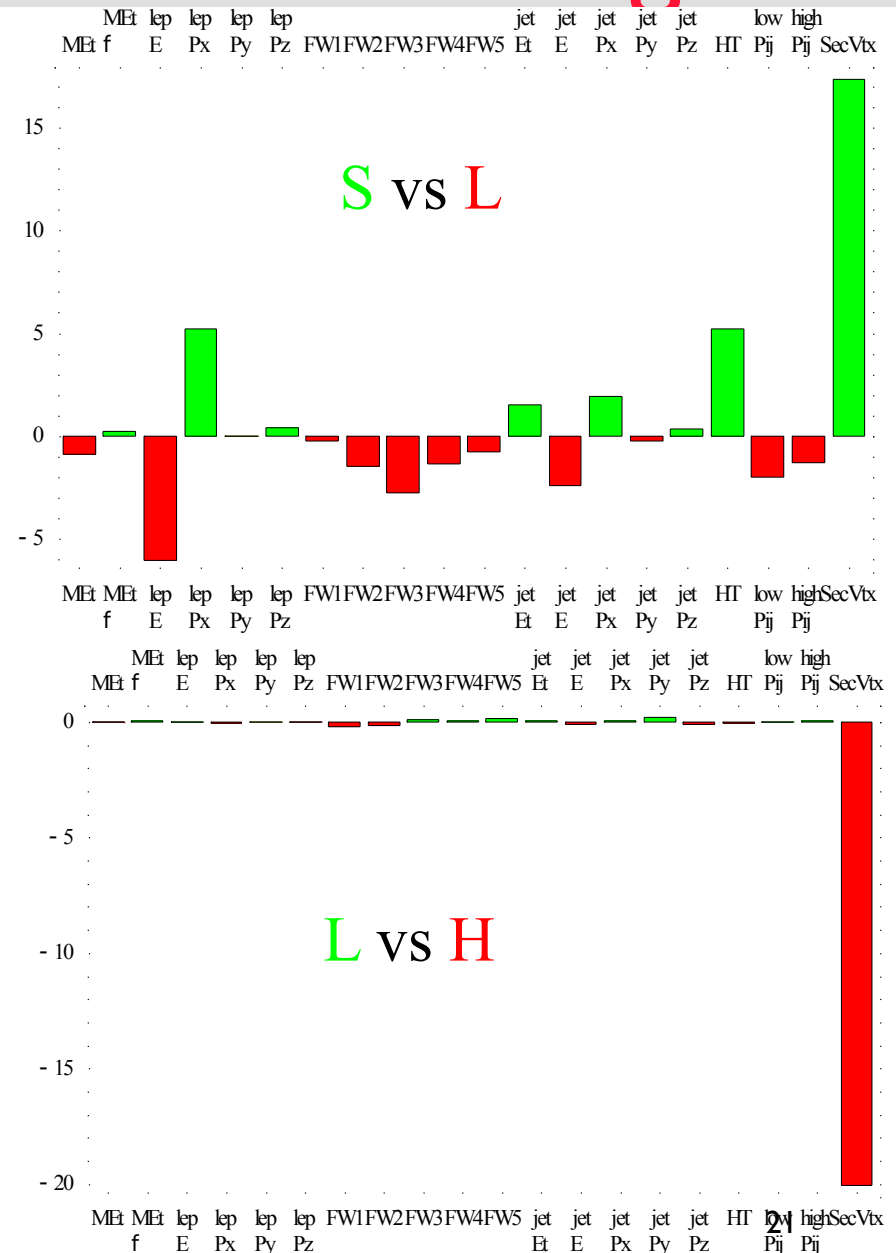 MEt lep lep lep lep jet jet jet jet jet low high
MEt f E Px Py Pz FW1 FW2 FW3 FW4 FW5 Et E Px Py Pz HT Pij Pij SecVtx
15
10
5
0
- 5
S vs L
MEt MEt lep lep lep lep FW1 FW2 FW3 FW4 FW5 jet jet jet jet jet HT low high SecVtx
f E Px Py Pz Et E Px Py Pz Pij Pij
MEt lep lep lep lep jet jet jet jet jet low high
MEt f E Px Py Pz FW1 FW2 FW3 FW4 FW5 Et E Px Py Pz HT Pij Pij SecVtx
0
- 5
- 10
- 15
- 20
L vs H
MEt MEt lep lep lep lep FW1 FW2 FW3 FW4 FW5 jet jet jet jet jet HT low high SecVtx
f E Px Py Pz Et E Px Py Pz Pij Pij
21